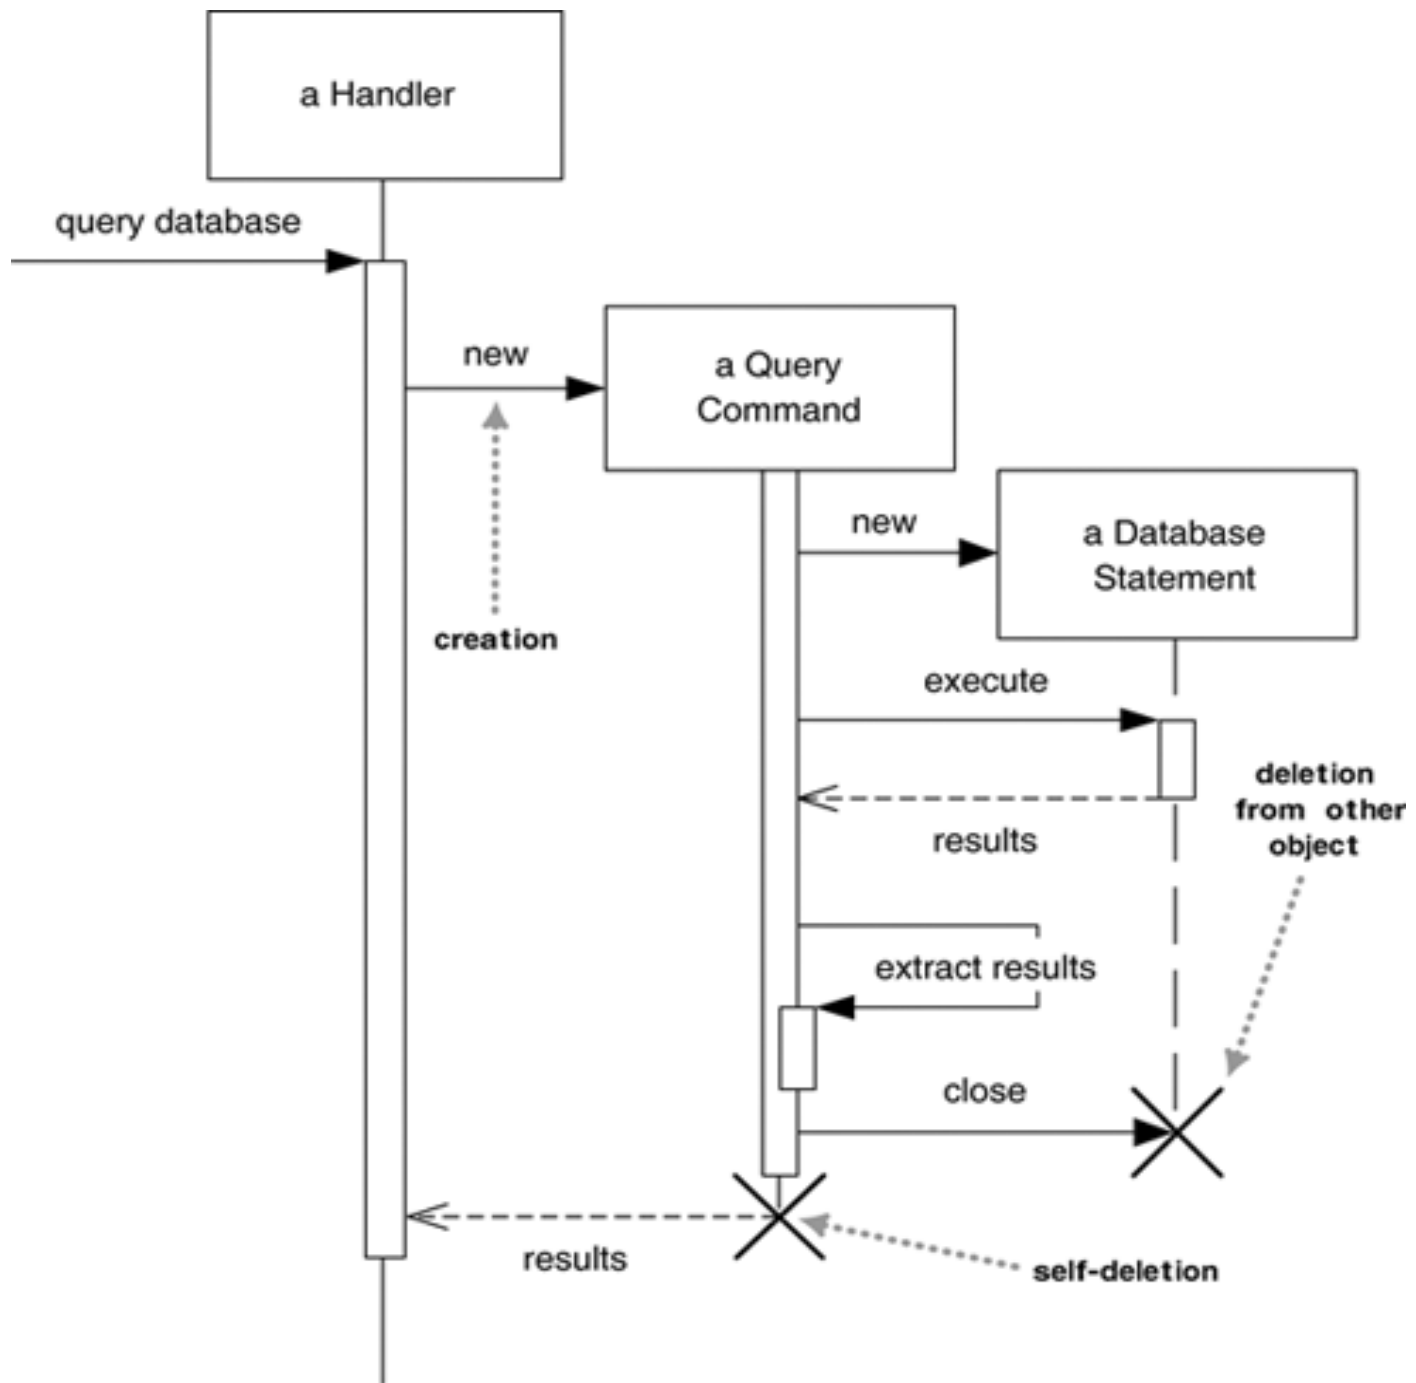 a Handler
query database
new
a Query
Command
new
a Database
Statement
creation
execute
deletion
from other
object
results
extract results
close
results
self-deletion